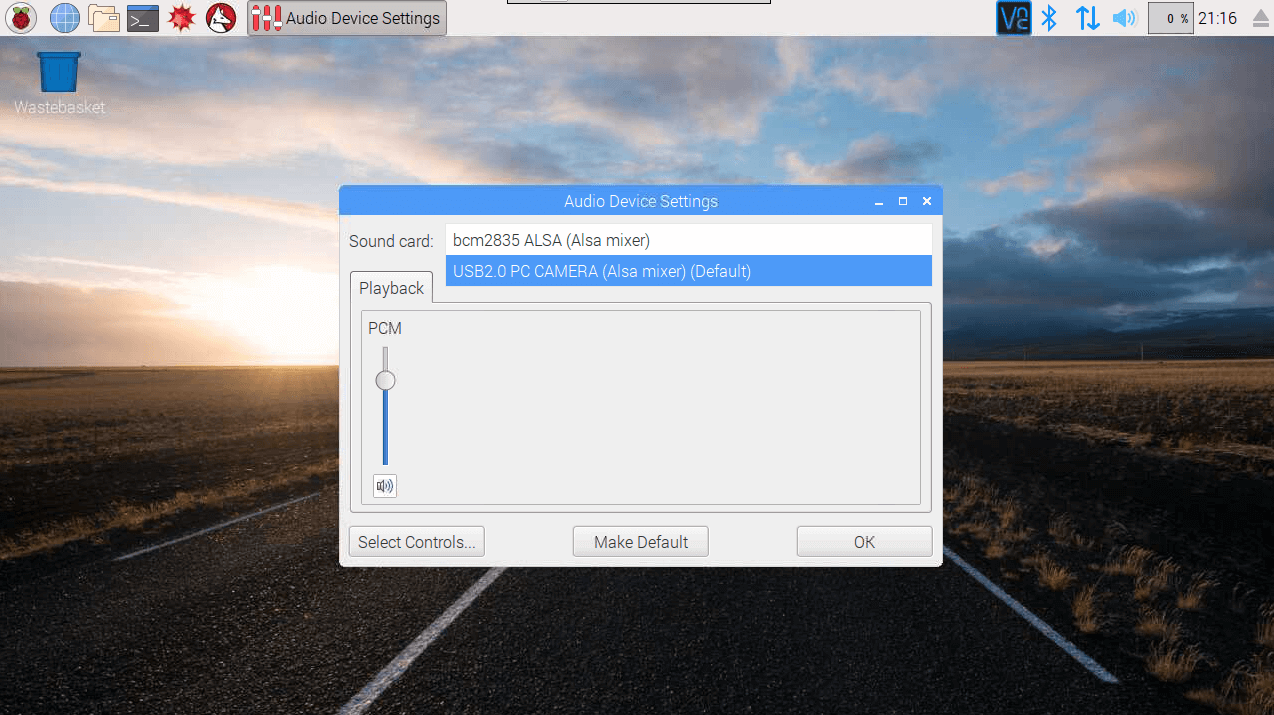 Audio Device Settings
VNC
0 %
21:16
Wastebasket
Audio Device Settings
Sound card:
bcm2835 ALSA (Alsa mixer)
USB2.0 PC CAMERA (Alsa mixer) (Default)
Playback
PCM
Select Controls...
Make Default
OK